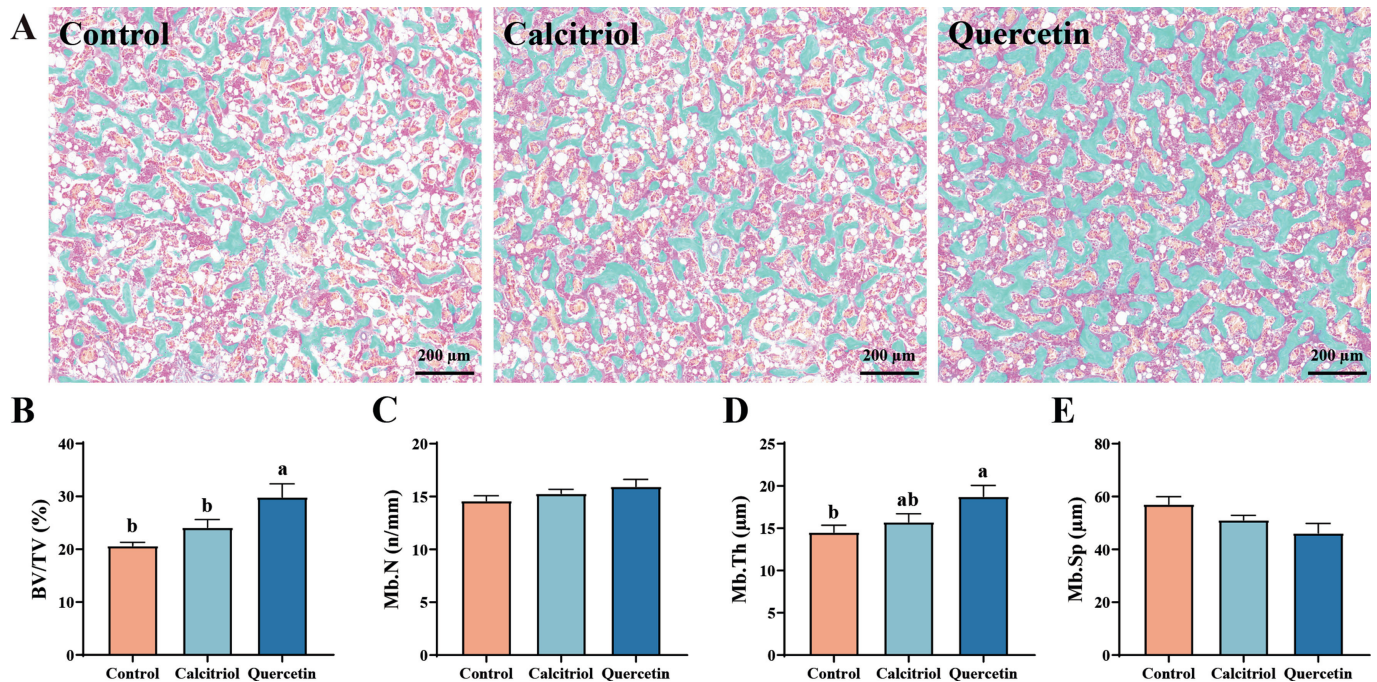 A
Control
Calcitriol
Quercetin
200 µm
200 µm
200 µm
B
BV/TV (%)
40
30
20
10
0
b
b
a
Control
Calcitriol
Quercetin
C
Mb.N (n/mm)
20
15
10
5
0
Control
Calcitriol
Quercetin
D
Mb.Th (µm)
25
20
15
10
5
0
b
ab
a
Control
Calcitriol
Quercetin
E
Mb.Sp (µm)
80
60
40
20
0
Control
Calcitriol
Quercetin